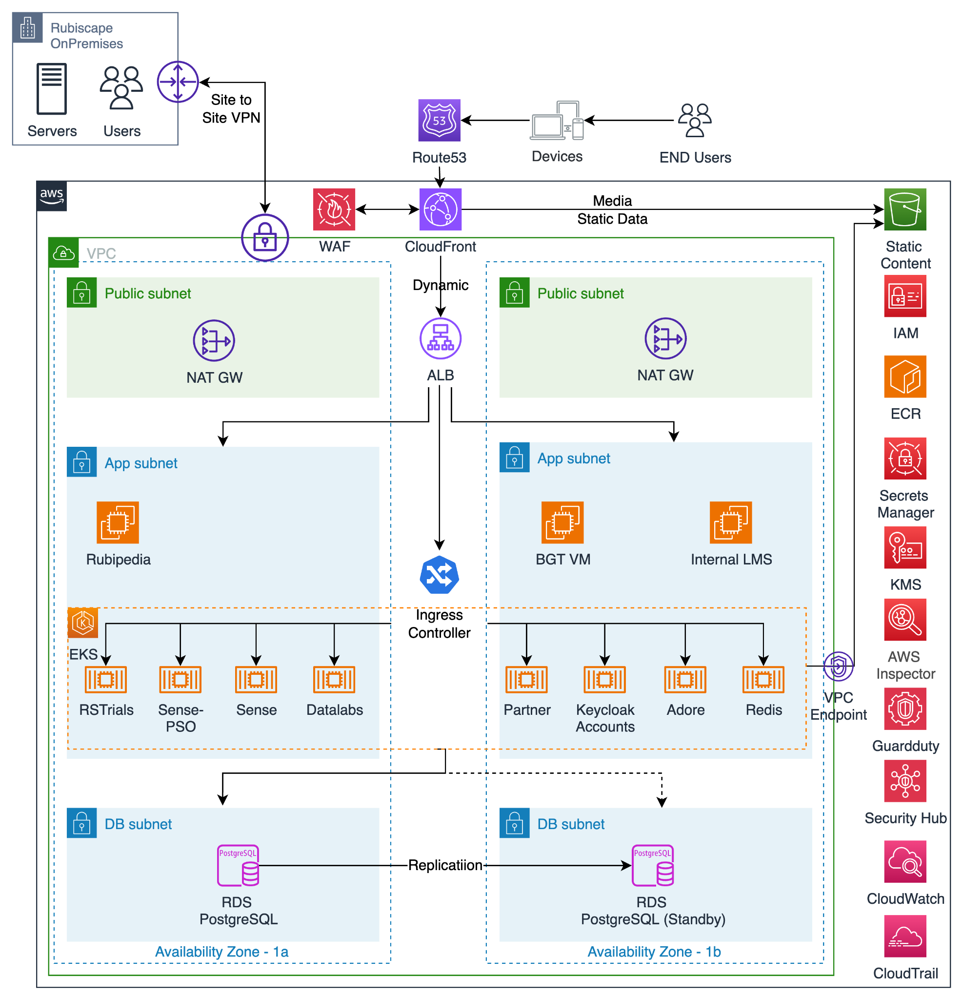 Rubiscape
OnPremises
Servers
Users
Site to
Site VPN
53
Route53
Devices
END Users
aws
WAF
CloudFront
Media
Static Data
Static
Content
VPC
Public subnet
NAT GW
Dynamic
ALB
Public subnet
NAT GW
IAM
ECR
App subnet
Rubipedia
App subnet
BGT VM
Internal LMS
Secrets
Manager
KMS
Ingress
Controller
K
EKS
RSTrials
Sense-
PSO
Sense
Datalabs
Partner
Keycloak
Accounts
Adore
Redis
VPC
Endpoint
AWS
Inspector
Guardduty
Security Hub
DB subnet
PostgreSQL
RDS
PostgreSQL
Replicatiion
DB subnet
PostgreSQL
RDS
PostgreSQL (Standby)
CloudWatch
CloudTrail
Availability Zone - 1a
Availability Zone - 1b